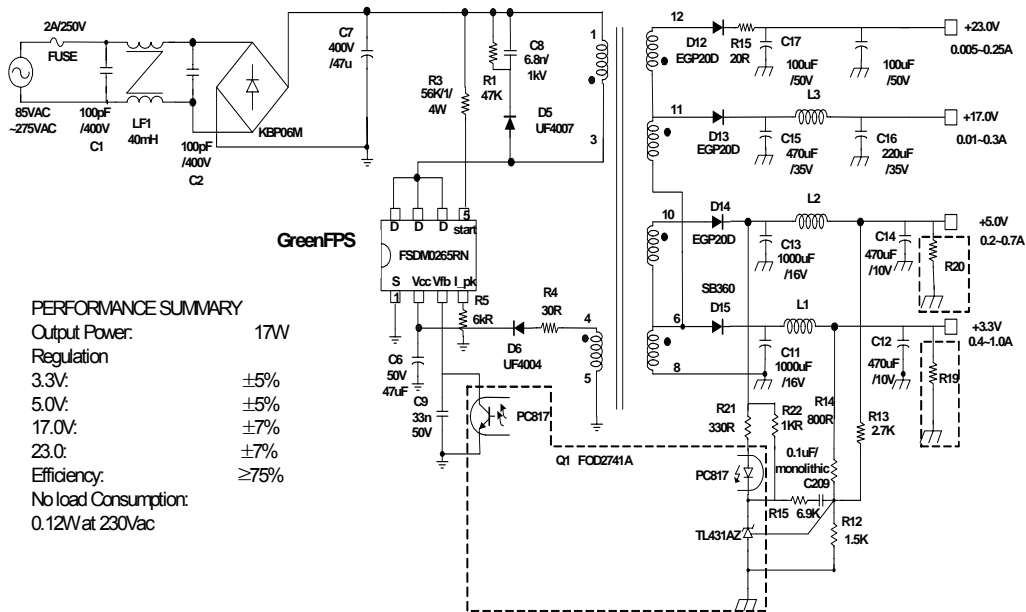 2A/250V
FUSE
85VAC
~275VAC
100pF
/400V
C1
LF1
40mH
100pF
/400V
C2
KBP06M
C7
400V
/47u
R3
56K/1/
4W
R1
47K
C8
6.8n/
1kV
D5
UF4007
1
3
12
D12
EGP20D
R15
20R
C17
100uF
/50V
100uF
/50V
+23.0V
0.005~0.25A
11
D13
EGP20D
L3
C15
470uF
/35V
C16
220uF
/35V
+17.0V
0.01~0.3A
10
D14
EGP20D
L2
C13
1000uF
/16V
C14
470uF
/10V
R20
+5.0V
0.2~0.7A
6
8
SB360
D15
L1
C11
1000uF
/16V
C12
470uF
/10V
R19
+3.3V
0.4~1.0A
GreenFPS
D D D 5
start
FSDM0265RN
S Vcc Vfb I_pk
1
R5
6kR
D6
UF4004
R4
30R
4
5
C6
50V
47uF
C9
33n
50V
PC817
Q1 FOD2741A
R21
330R
R22
1KR
R14
800R
R13
2.7K
0.1uF/
monolithic
C209
PC817
R15 6.9K
TL431AZ
R12
1.5K
PERFORMANCE SUMMARY
Output Power: 17W
Regulation
3.3V: ±5%
5.0V: ±5%
17.0V: ±7%
23.0: ±7%
Efficiency: ≥75%
No load Consumption:
0.12W at 230Vac